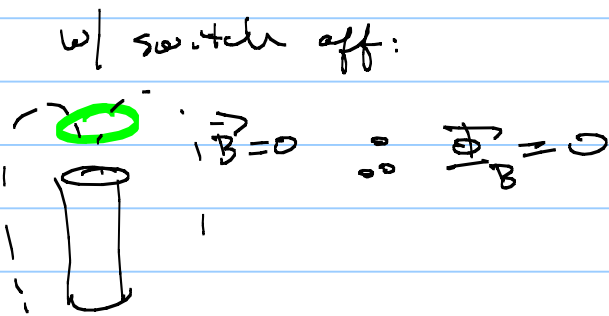 w/ switch off:
B⃗ = 0 ∴ Φ_B = 0